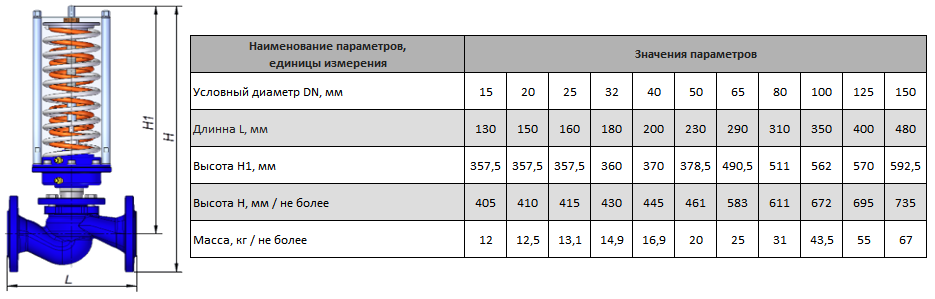 H1
H
L
Наименование параметров,
единицы измерения
Значения параметров
Условный диаметр DN, мм 15 20 25 32 40 50 65 80 100 125 150
Длинна L, мм 130 150 160 180 200 230 290 310 350 400 480
Высота H1, мм 357,5 357,5 357,5 360 370 378,5 490,5 511 562 570 592,5
Высота H, мм / не более 405 410 415 430 445 461 583 611 672 695 735
Масса, кг / не более 12 12,5 13,1 14,9 16,9 20 25 31 43,5 55 67